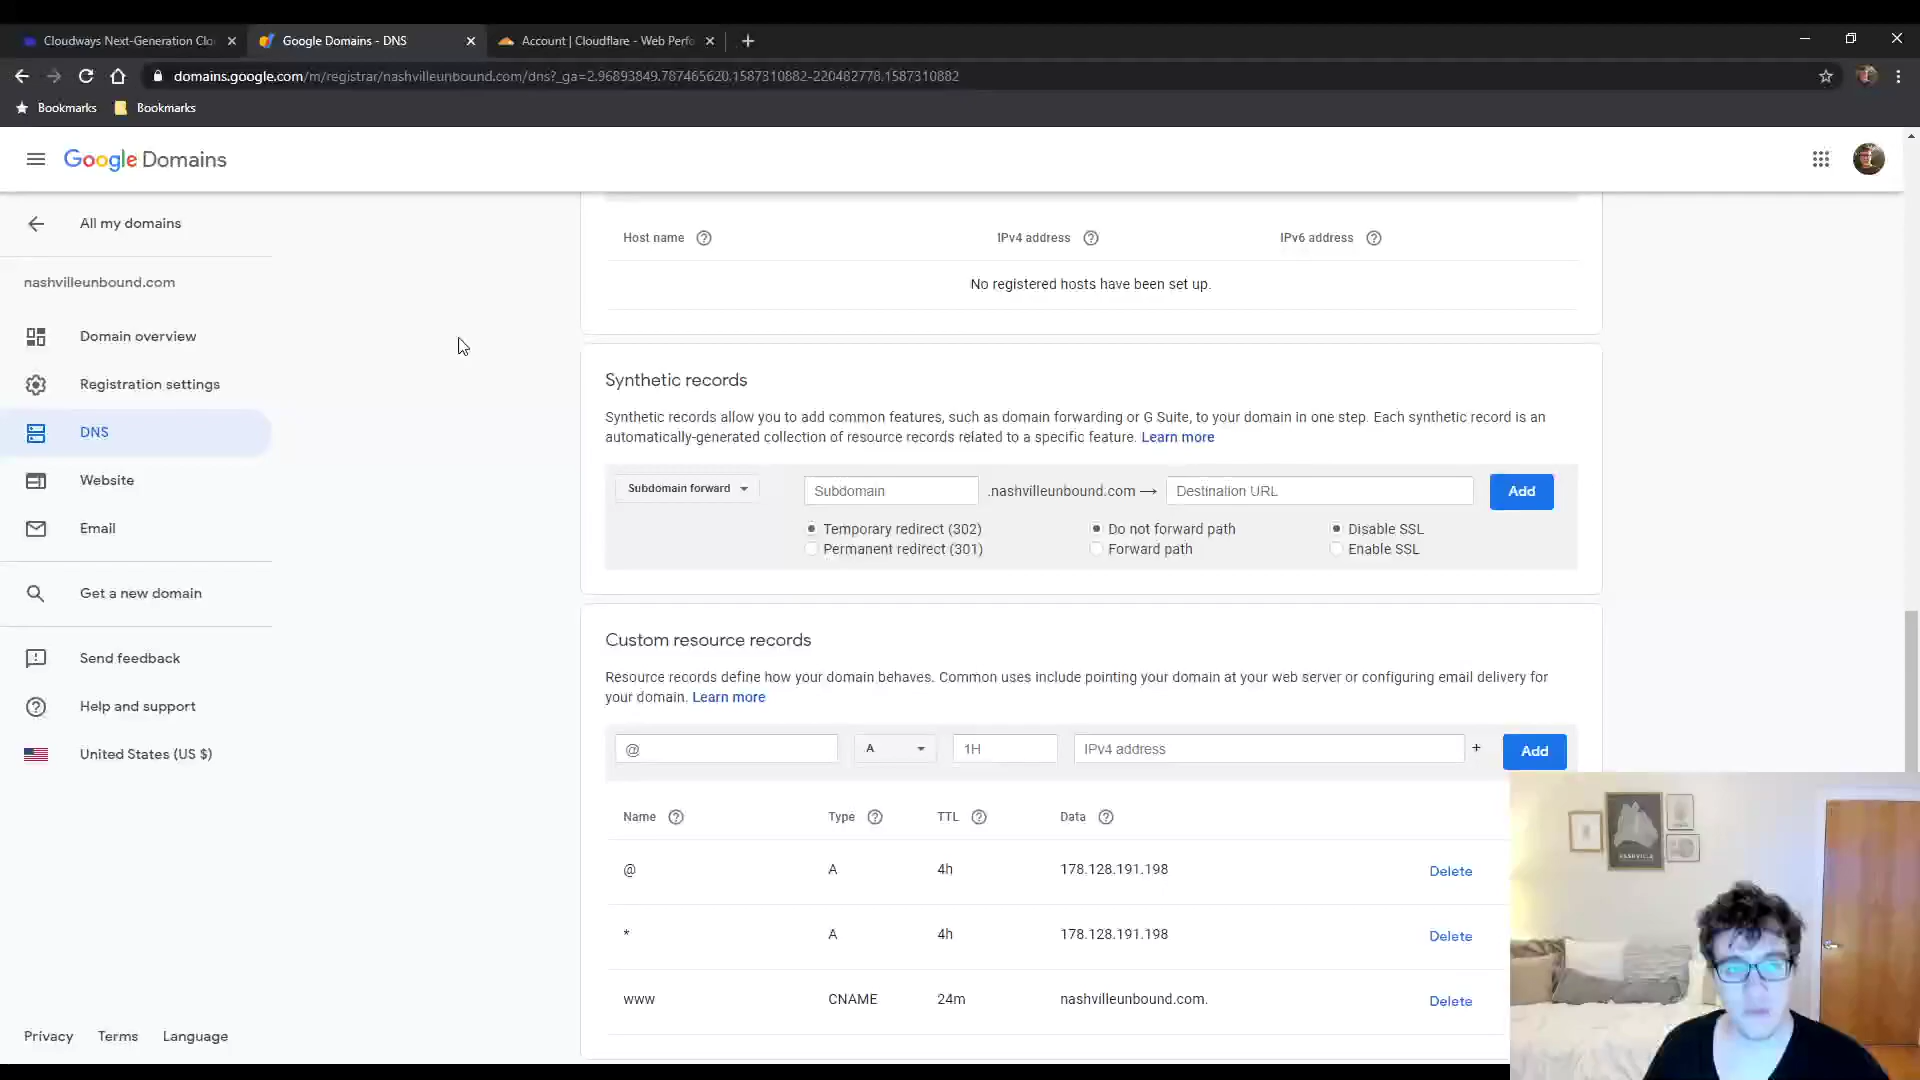 Cloudways Next-Generation Clo
Google Domains - DNS
Account | Cloudflare - Web Perfo
domains.google.com/m/registrar/nashvilleunbound.com/dns?_ga=2.96893849.787465620.1587310882-220482778.1587310882
Bookmarks
Bookmarks
Google Domains
All my domains
nashvilleunbound.com
Domain overview
Registration settings
DNS
Website
Email
Get a new domain
Send feedback
Help and support
United States (US $)
Privacy Terms Language
Host name IPv4 address IPv6 address
No registered hosts have been set up.
Synthetic records
Synthetic records allow you to add common features, such as domain forwarding or G Suite, to your domain in one step. Each synthetic record is an
automatically-generated collection of resource records related to a specific feature. Learn more
Subdomain forward Subdomain .nashvilleunbound.com → Destination URL Add
Temporary redirect (302) Do not forward path Disable SSL
Permanent redirect (301) Forward path Enable SSL
Custom resource records
Resource records define how your domain behaves. Common uses include pointing your domain at your web server or configuring email delivery for
your domain. Learn more
@ A 1H IPv4 address + Add
Name Type TTL Data
@ A 4h 178.128.191.198 Delete
* A 4h 178.128.191.198 Delete
www CNAME 24m nashvilleunbound.com. Delete
NASHVILLE